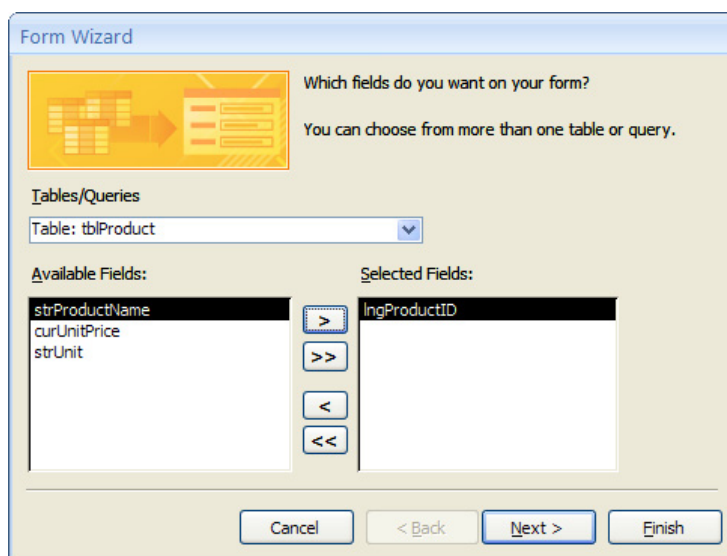 Form Wizard
Which fields do you want on your form?
You can choose from more than one table or query.
Tables/Queries
Table: tblProduct
Available Fields:
Selected Fields:
strProductName
curUnitPrice
strUnit
>
>>
<
<<
lngProductID
Cancel
< Back
Next >
Finish